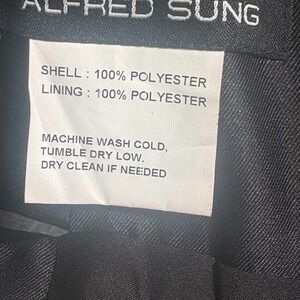 ALFRED SUNG
SHELL : 100% POLYESTER
LINING : 100% POLYESTER
MACHINE WASH COLD,
TUMBLE DRY LOW.
DRY CLEAN IF NEEDED